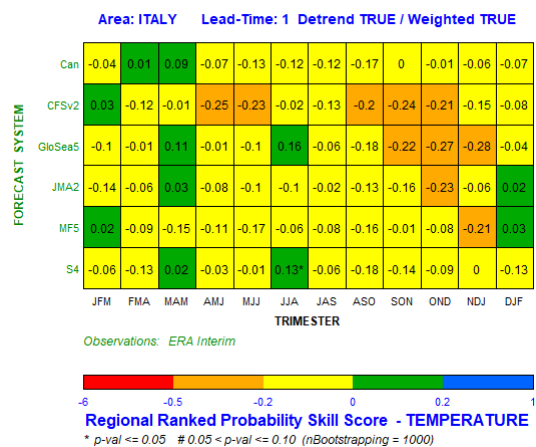 Area: ITALY Lead-Time: 1 Detrend TRUE / Weighted TRUE
FORECAST SYSTEM
Can -0.04 0.01 0.09 -0.07 -0.13 -0.12 -0.12 -0.17 0 -0.01 -0.06 -0.07
CFSv2 0.03 -0.12 -0.01 -0.25 -0.23 -0.02 -0.13 -0.2 -0.24 -0.21 -0.15 -0.08
GloSea5 -0.1 -0.01 0.11 -0.01 -0.1 0.16 -0.06 -0.18 -0.22 -0.27 -0.28 -0.04
JMA2 -0.14 -0.06 0.03 -0.08 -0.1 -0.1 -0.02 -0.13 -0.16 -0.23 -0.06 0.02
MF5 0.02 -0.09 -0.15 -0.11 -0.17 -0.06 -0.08 -0.16 -0.01 -0.08 -0.21 0.03
S4 -0.06 -0.13 0.02 -0.03 -0.01 0.13* -0.06 -0.18 -0.14 -0.09 0 -0.13
JFM FMA MAM AMJ MJJ JJA JAS ASO SON OND NDJ DJF
TRIMESTER
Observations: ERA Interim
-6 -0.5 -0.2 0 0.2 1
Regional Ranked Probability Skill Score - TEMPERATURE
* p-val <= 0.05 # 0.05 < p-val <= 0.10 (nBootstrapping = 1000)